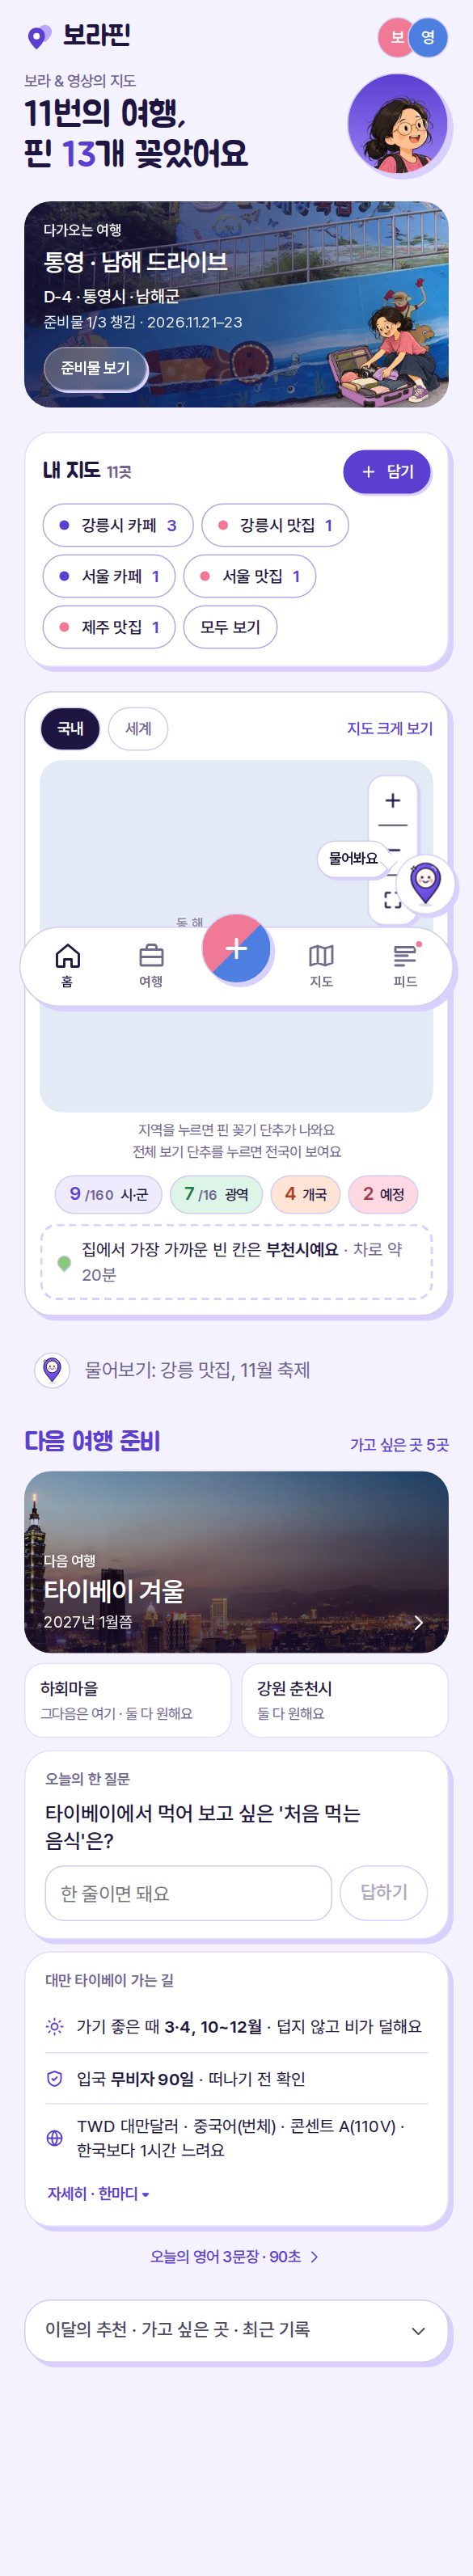 보라핀
보 영
보라 & 영상의 지도
11번의 여행,
핀 13개 꽂았어요
다가오는 여행
통영 · 남해 드라이브
D-4 · 통영시 · 남해군
준비물 1/3 챙김 · 2026.11.21–23
준비물 보기
내 지도 11곳
+ 담기
강릉시 카페 3
강릉시 맛집 1
서울 카페 1
서울 맛집 1
제주 맛집 1
모두 보기
국내
세계
지도 크게 보기
물어봐요
동 해
홈
여행
지도
피드
지역을 누르면 핀 꽂기 단추가 나와요
전체 보기 단추를 누르면 전국이 보여요
9 /160 시·군
7 /16 광역
4 개국
2 예정
집에서 가장 가까운 빈 칸은 부천시예요 · 차로 약
20분
물어보기: 강릉 맛집, 11월 축제
다음 여행 준비
가고 싶은 곳 5곳
다음 여행
타이베이 겨울
2027년 1월쯤
하회마을
그다음은 여기 · 둘 다 원해요
강원 춘천시
둘 다 원해요
오늘의 한 질문
타이베이에서 먹어 보고 싶은 '처음 먹는
음식'은?
한 줄이면 돼요
답하기
대만 타이베이 가는 길
가기 좋은 때 3·4, 10~12월 · 덥지 않고 비가 덜해요
입국 무비자 90일 · 떠나기 전 확인
TWD 대만달러 · 중국어(번체) · 콘센트 A(110V) ·
한국보다 1시간 느려요
자세히 · 한마디
오늘의 영어 3문장 · 90초
이달의 추천 · 가고 싶은 곳 · 최근 기록